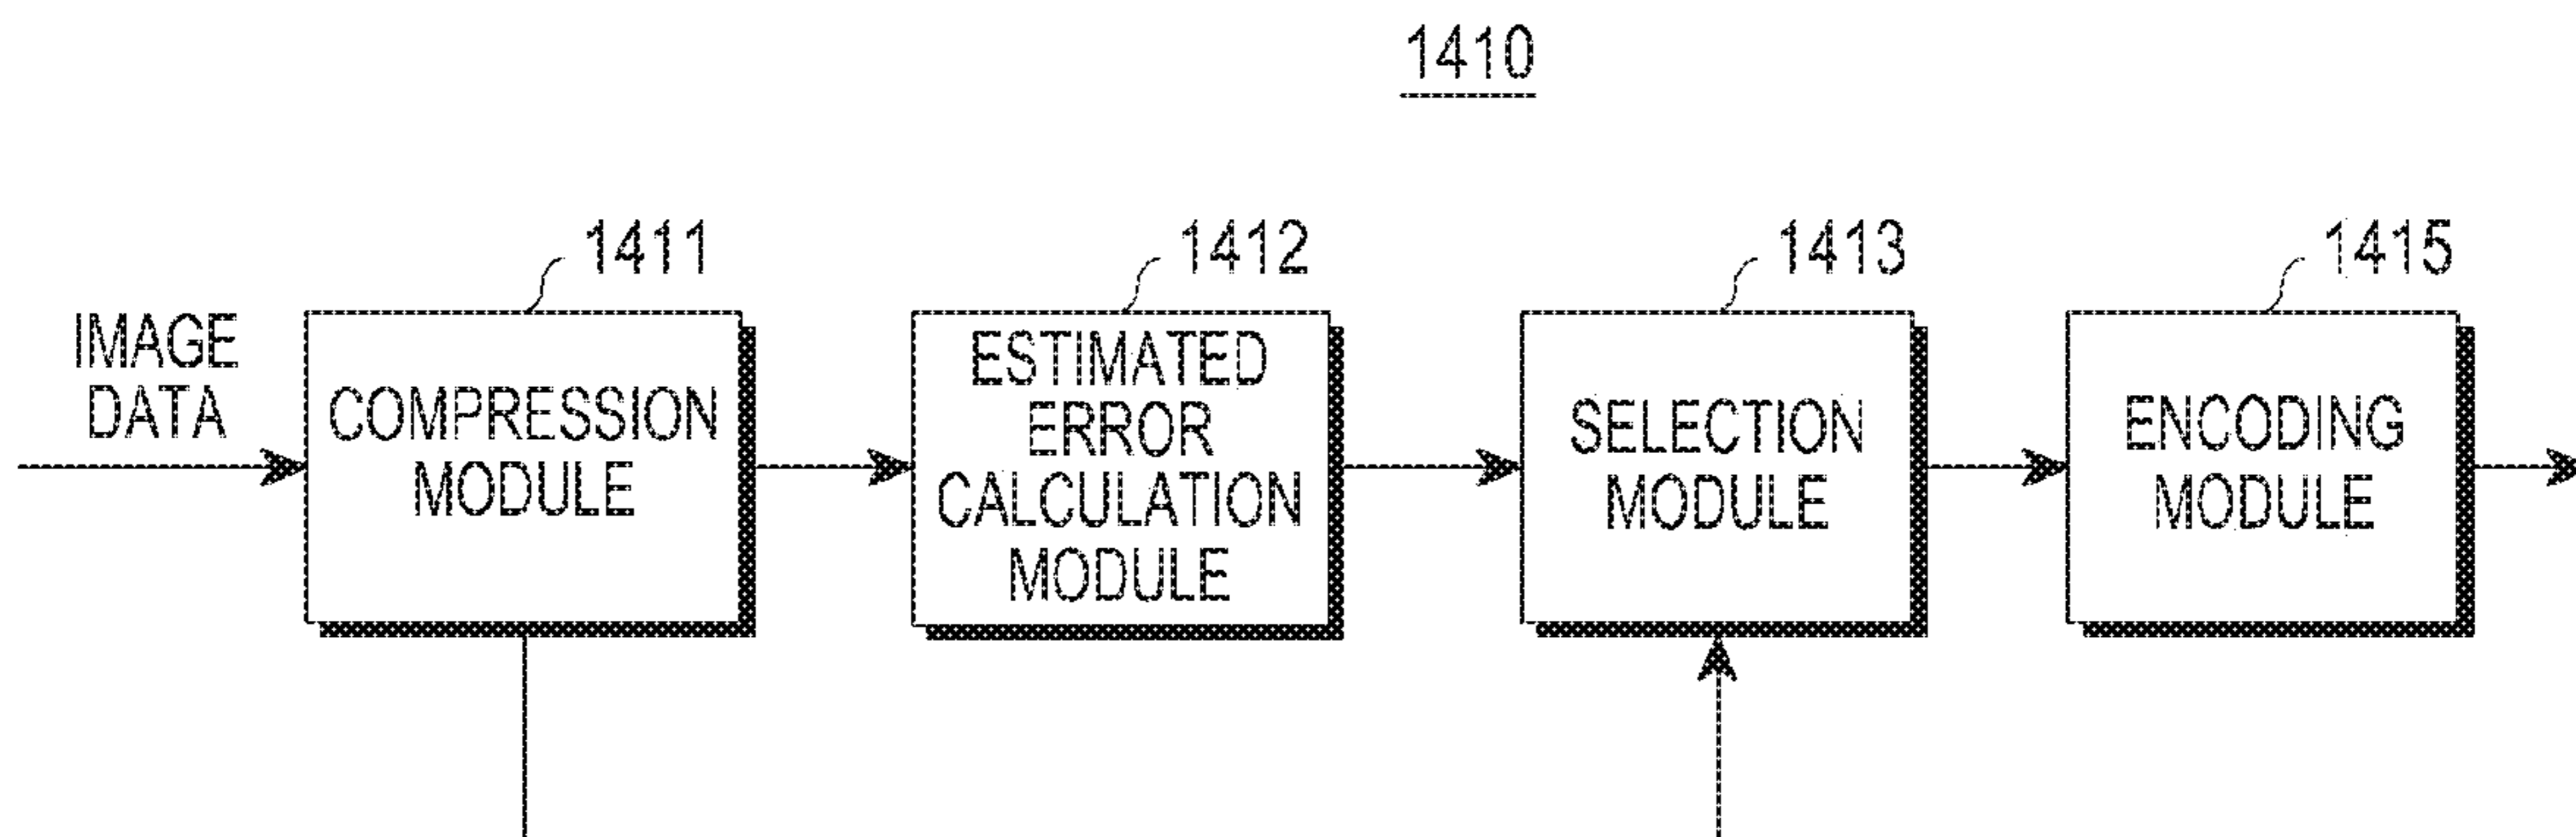 1410
1411
1412
1413
1415
IMAGE
DATA
COMPRESSION
MODULE
ESTIMATED
ERROR
CALCULATION
MODULE
SELECTION
MODULE
ENCODING
MODULE